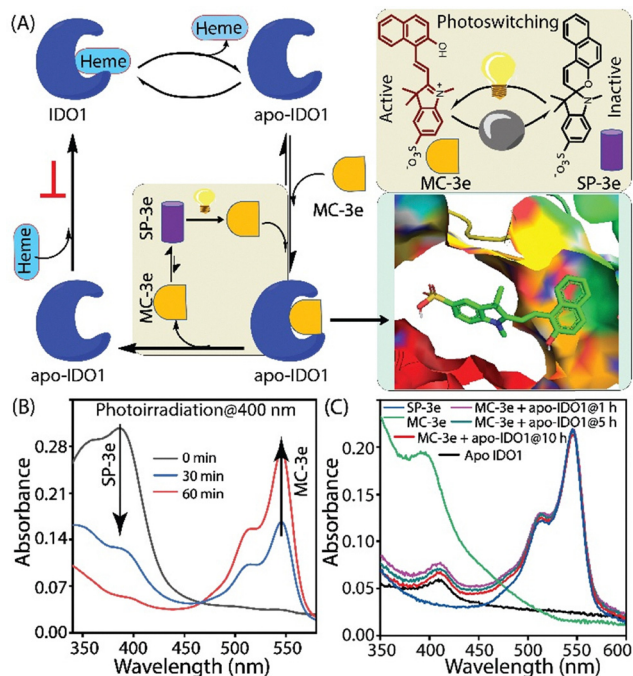 (A)
Heme
IDO1
Heme
apo-IDO1
Photoswitching
Active
HO
N+
SO3-
MC-3e
O
N
SO3-
SP-3e
Inactive
Heme
SP-3e
MC-3e
MC-3e
apo-IDO1
apo-IDO1
(B)
Photoirradiation@400 nm
0 min
30 min
60 min
SP-3e
MC-3e
Absorbance
0.28
0.21
0.14
0.07
0.00
350 400 450 500 550
Wavelength (nm)
(C)
SP-3e
MC-3e
MC-3e + apo-IDO1@1 h
MC-3e + apo-IDO1@5 h
MC-3e + apo-IDO1@10 h
Apo IDO1
Absorbance
0.20
0.15
0.10
0.05
0.00
350 400 450 500 550 600
Wavelength (nm)